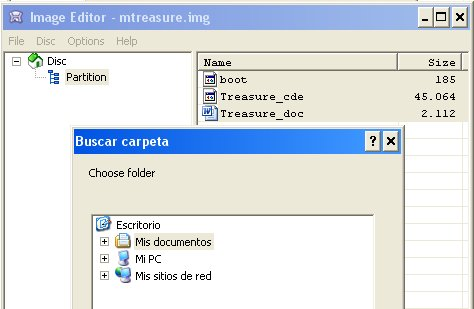 Image Editor - mtreasure.img
File Disc Options Help
Disc
Partition
Name Size
boot 185
Treasure_cde 45.064
Treasure_doc 2.112
Buscar carpeta
Choose folder
Escritorio
Mis documentos
Mi PC
Mis sitios de red